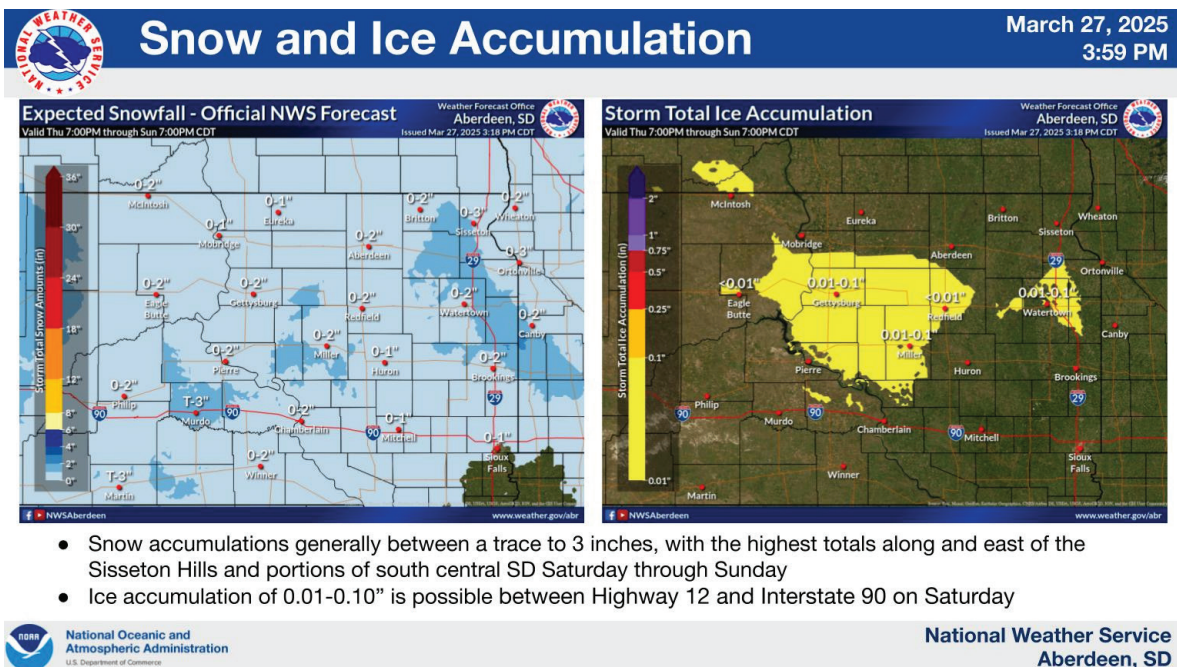 NATIONAL WEATHER SERVICE
Snow and Ice Accumulation
March 27, 2025
3:59 PM
Expected Snowfall - Official NWS Forecast
Valid Thu 7:00PM through Sun 7:00PM CDT
Weather Forecast Office
Aberdeen, SD
Issued Mar 27, 2025 3:18 PM CDT
Storm Total Snow Amounts (in)
36"
30"
24"
18"
12"
8"
6"
4"
2"
0"
0-2"
McIntosh
0-1"
Eureka
0-2"
Britton
0-3"
Sisseton
0-2"
Wheaton
0-1"
Mobridge
0-2"
Aberdeen
29
0-3"
Ortonville
0-2"
Eagle
Butte
0-2"
Gettysburg
0-2"
Redfield
0-2"
Watertown
0-2"
Canby
0-2"
Pierre
0-2"
Miller
0-1"
Huron
0-2"
Brookings
29
0-2"
Philip
90
T-3"
Murdo
90
0-2"
Chamberlain
90
0-1"
Mitchell
0-1"
Sioux
Falls
T-3"
Martin
0-2"
Winner
NWSAberdeen
www.weather.gov/abr
Storm Total Ice Accumulation
Valid Thu 7:00PM through Sun 7:00PM CDT
Weather Forecast Office
Aberdeen, SD
Issued Mar 27, 2025 3:18 PM CDT
Storm Total Ice Accumulation (in)
2"
1"
0.75"
0.5"
0.25"
0.1"
0.01"
McIntosh
Eureka
Britton
Wheaton
Sisseton
Mobridge
Aberdeen
29
Ortonville
<0.01"
Eagle
Butte
0.01-0.1"
Gettysburg
<0.01"
Redfield
0.01-0.1"
Watertown
Canby
0.01-0.1"
Miller
Pierre
Huron
Brookings
29
Philip
90
Murdo
90
Chamberlain
90
Mitchell
Sioux
Falls
Winner
Martin
NWSAberdeen
www.weather.gov/abr
● Snow accumulations generally between a trace to 3 inches, with the highest totals along and east of the
Sisseton Hills and portions of south central SD Saturday through Sunday
● Ice accumulation of 0.01-0.10” is possible between Highway 12 and Interstate 90 on Saturday
NOAA
National Oceanic and
Atmospheric Administration
U.S. Department of Commerce
National Weather Service
Aberdeen, SD